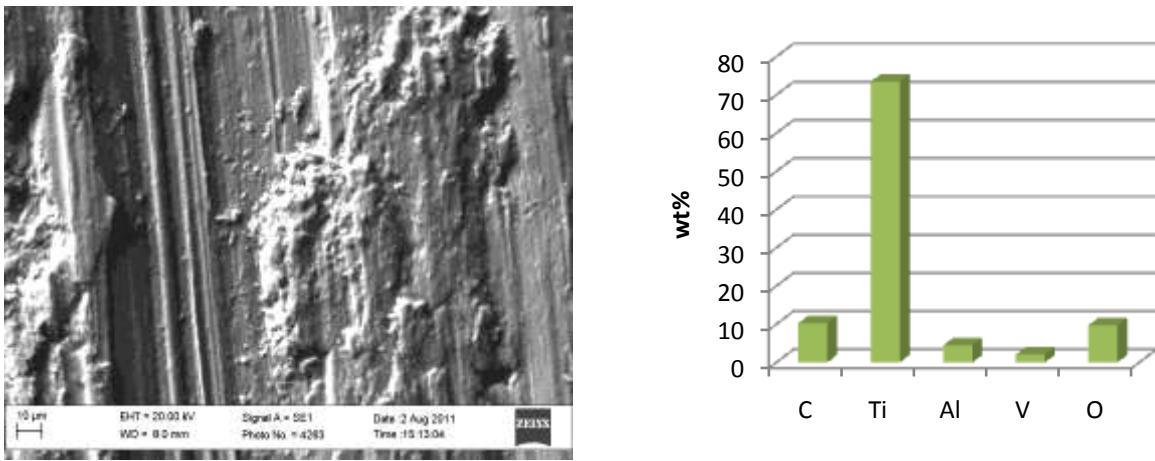 10 µm
EHT = 20.00 kV
Signal A = SE1
Date :2 Aug 2011
WD = 8.0 mm
Photo No. = 4263
Time :15:13:04
ZEISS
80
70
60
50
40
30
20
10
0
wt%
C Ti Al V O